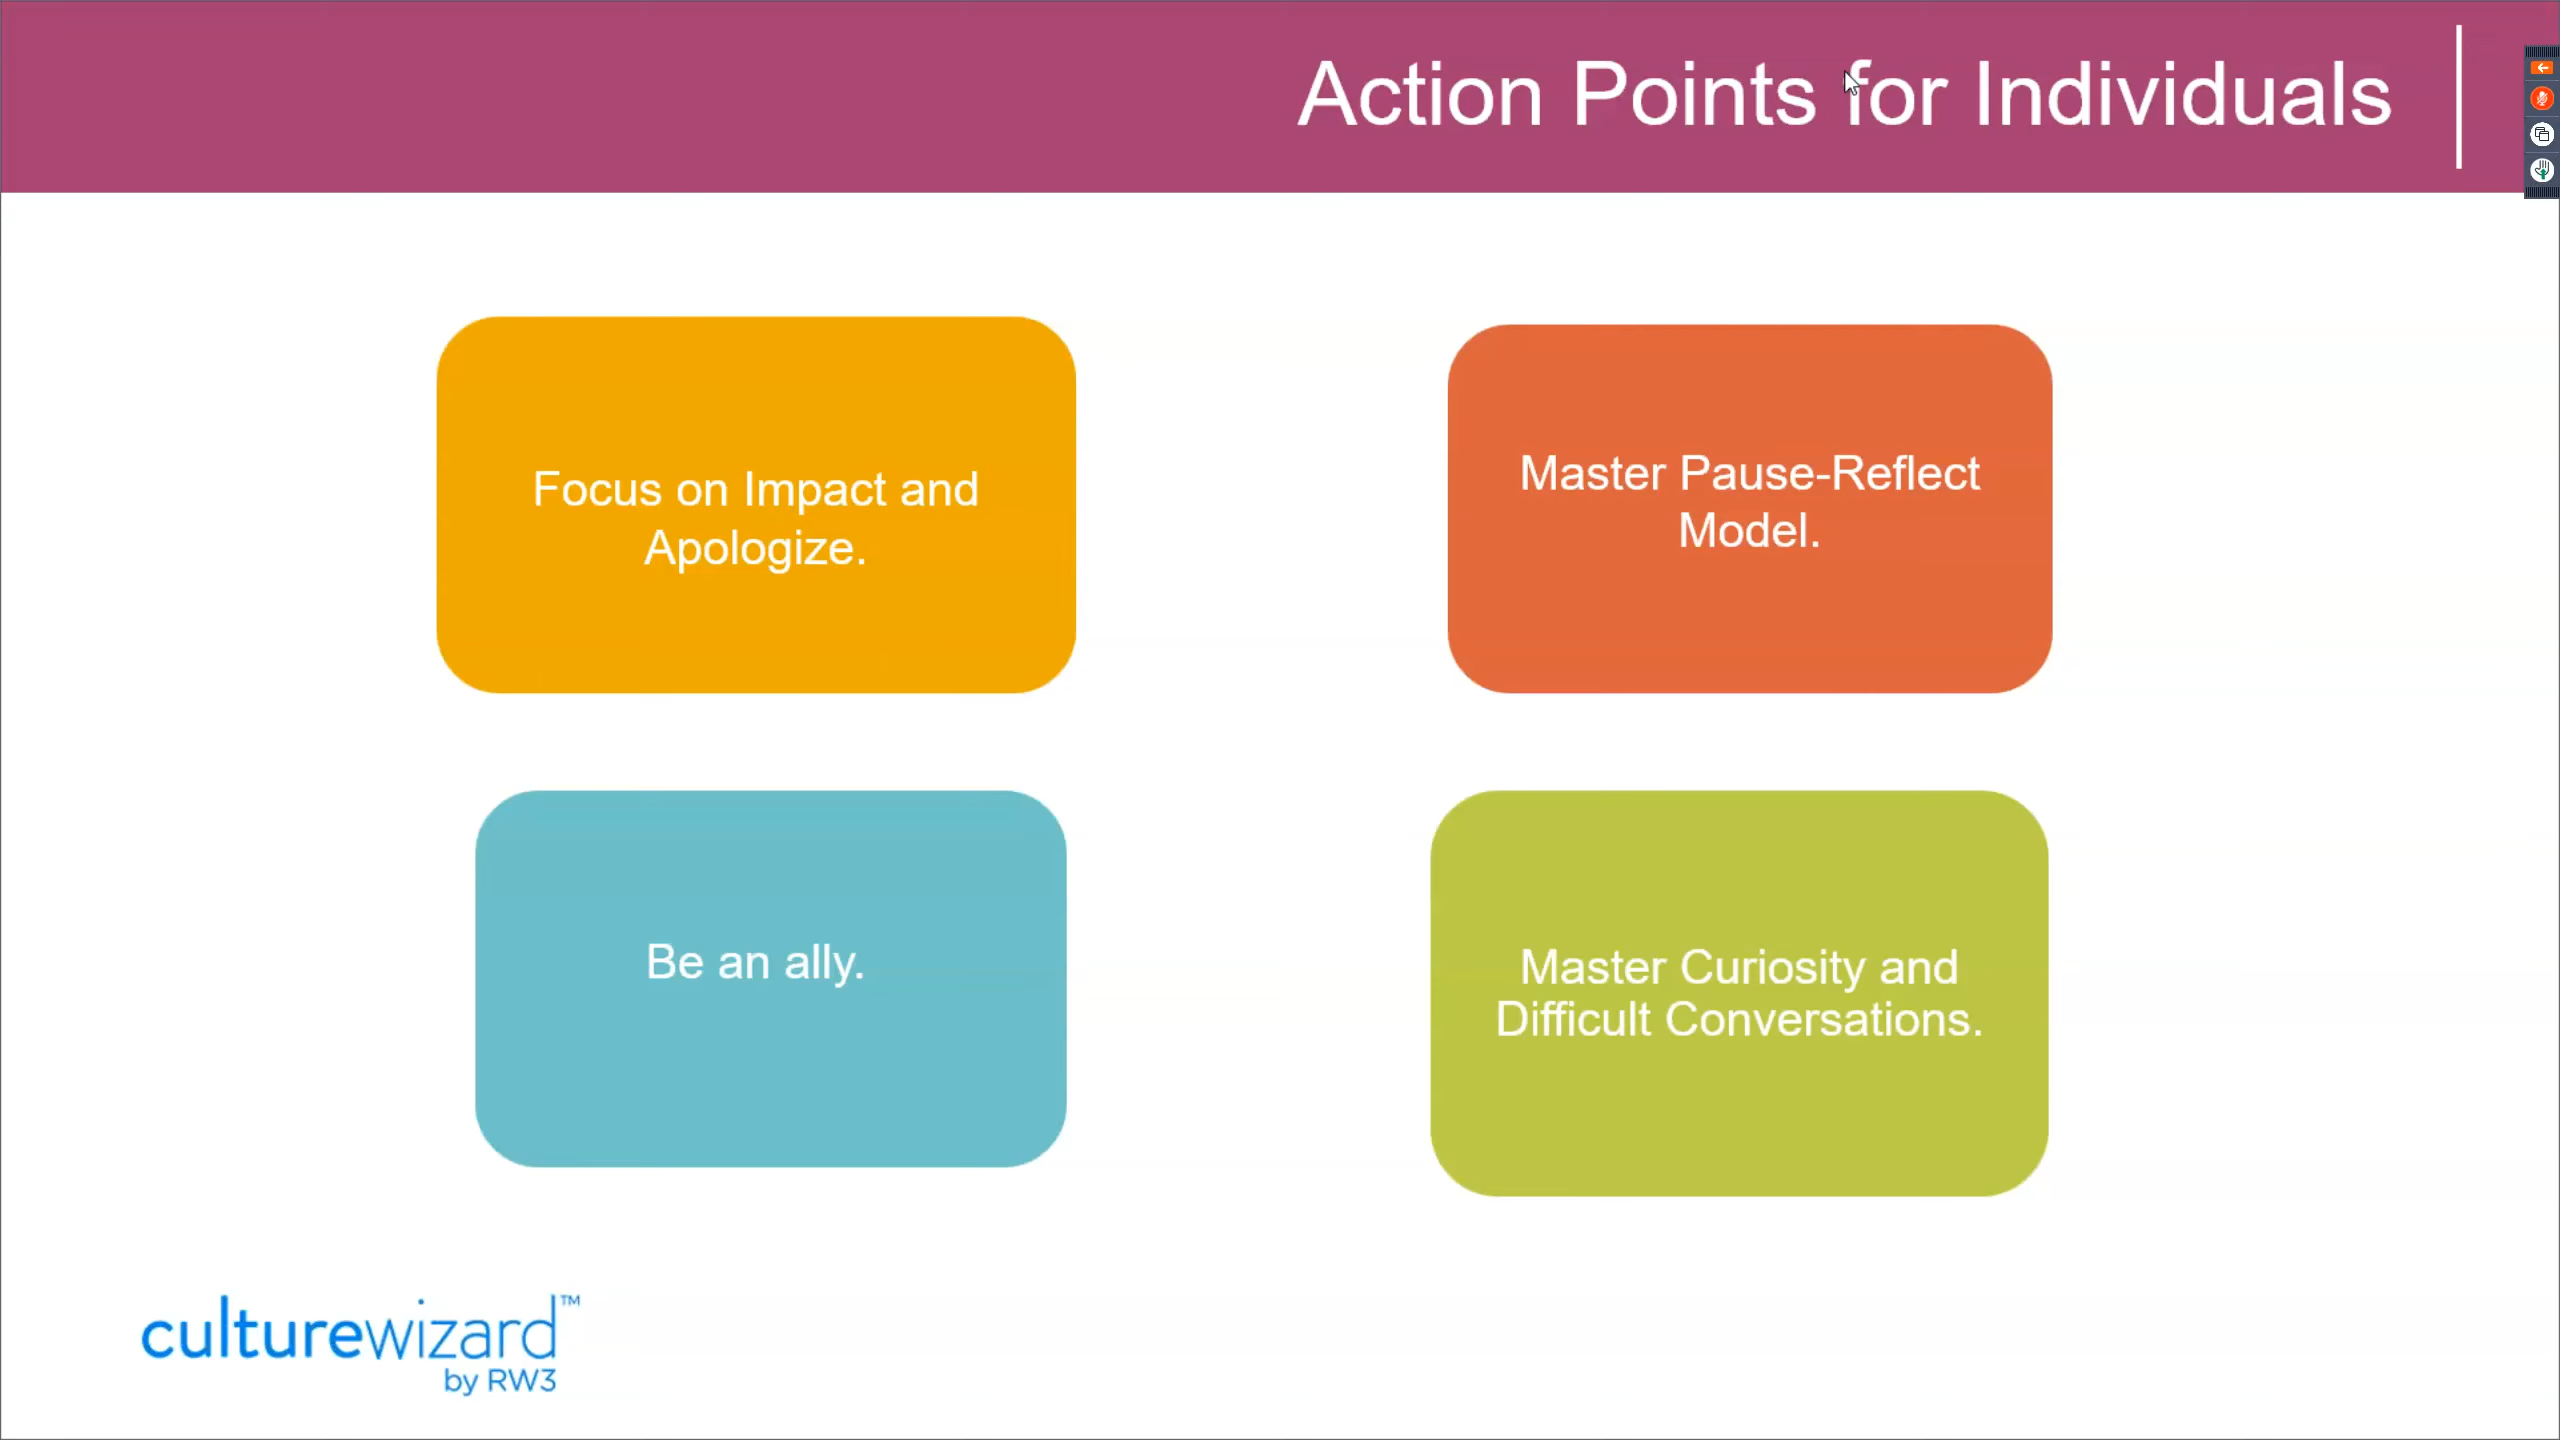 Action Points for Individuals
Focus on Impact and
Apologize.
Master Pause-Reflect
Model.
Be an ally.
Master Curiosity and
Difficult Conversations.
culturewizard™
by RW3